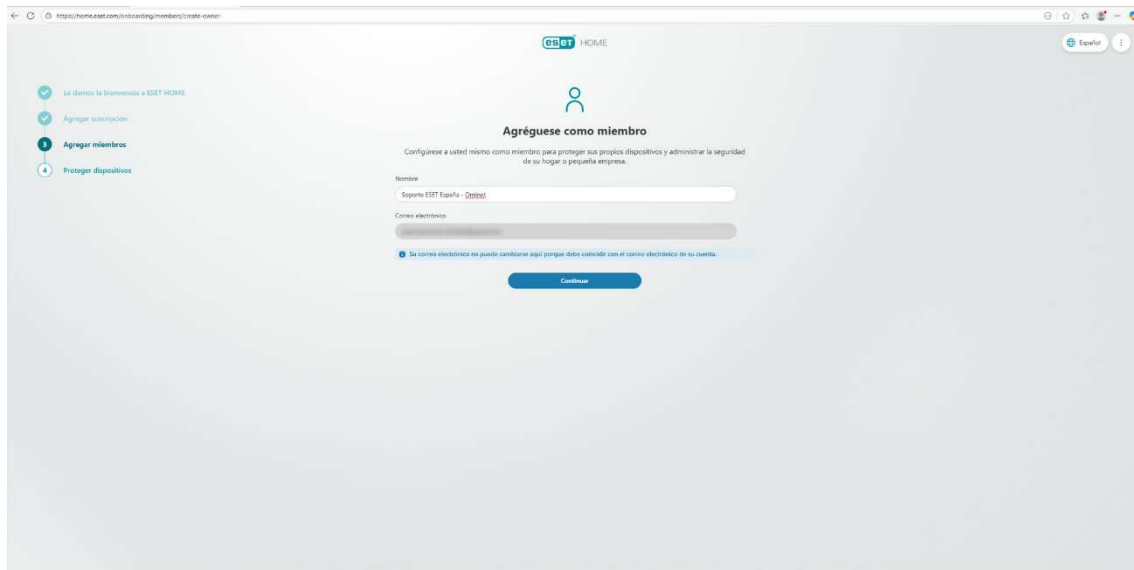 https://home.eset.com/onboarding/members/create-owner
eset HOME
Español
Le damos la bienvenida a ESET HOME
Agregar suscripción
3 Agregar miembros
4 Proteger dispositivos
Agréguese como miembro
Configúrese a usted mismo como miembro para proteger sus propios dispositivos y administrar la seguridad
de su hogar o pequeña empresa.
Nombre
Soporte ESET España - Ontinet
Correo electrónico
Su correo electrónico no puede cambiarse aquí porque debe coincidir con el correo electrónico de su cuenta.
Continuar